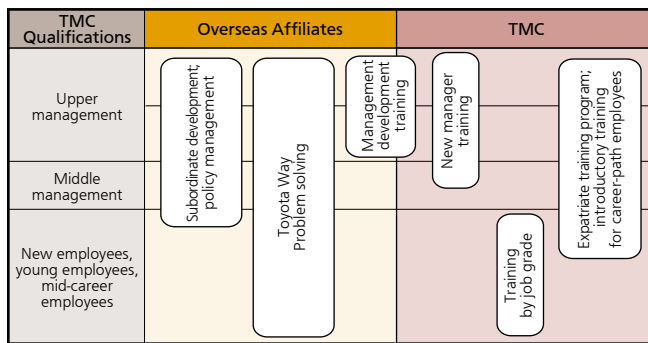 TMC
Qualifications
Overseas Affiliates
TMC
Upper
management
Middle
management
New employees,
young employees,
mid-career
employees
Subordinate development;
policy management
Toyota Way
Problem solving
Management
development
training
New manager
training
Training
by job grade
Expatriate training program;
introductory training
for career-path employees